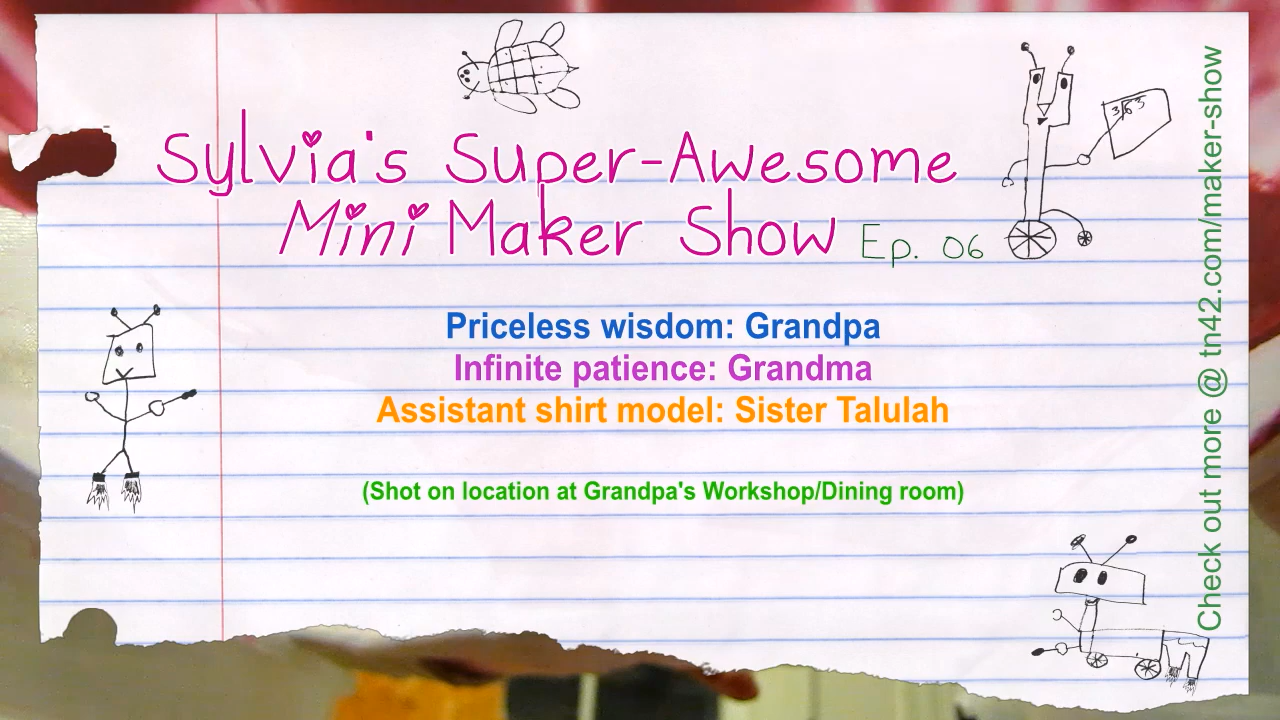 Sylvia's Super-Awesome
Mini Maker Show Ep. 06
Priceless wisdom: Grandpa
Infinite patience: Grandma
Assistant shirt model: Sister Talulah
(Shot on location at Grandpa's Workshop/Dining room)
Check out more @ tn42.com/maker-show